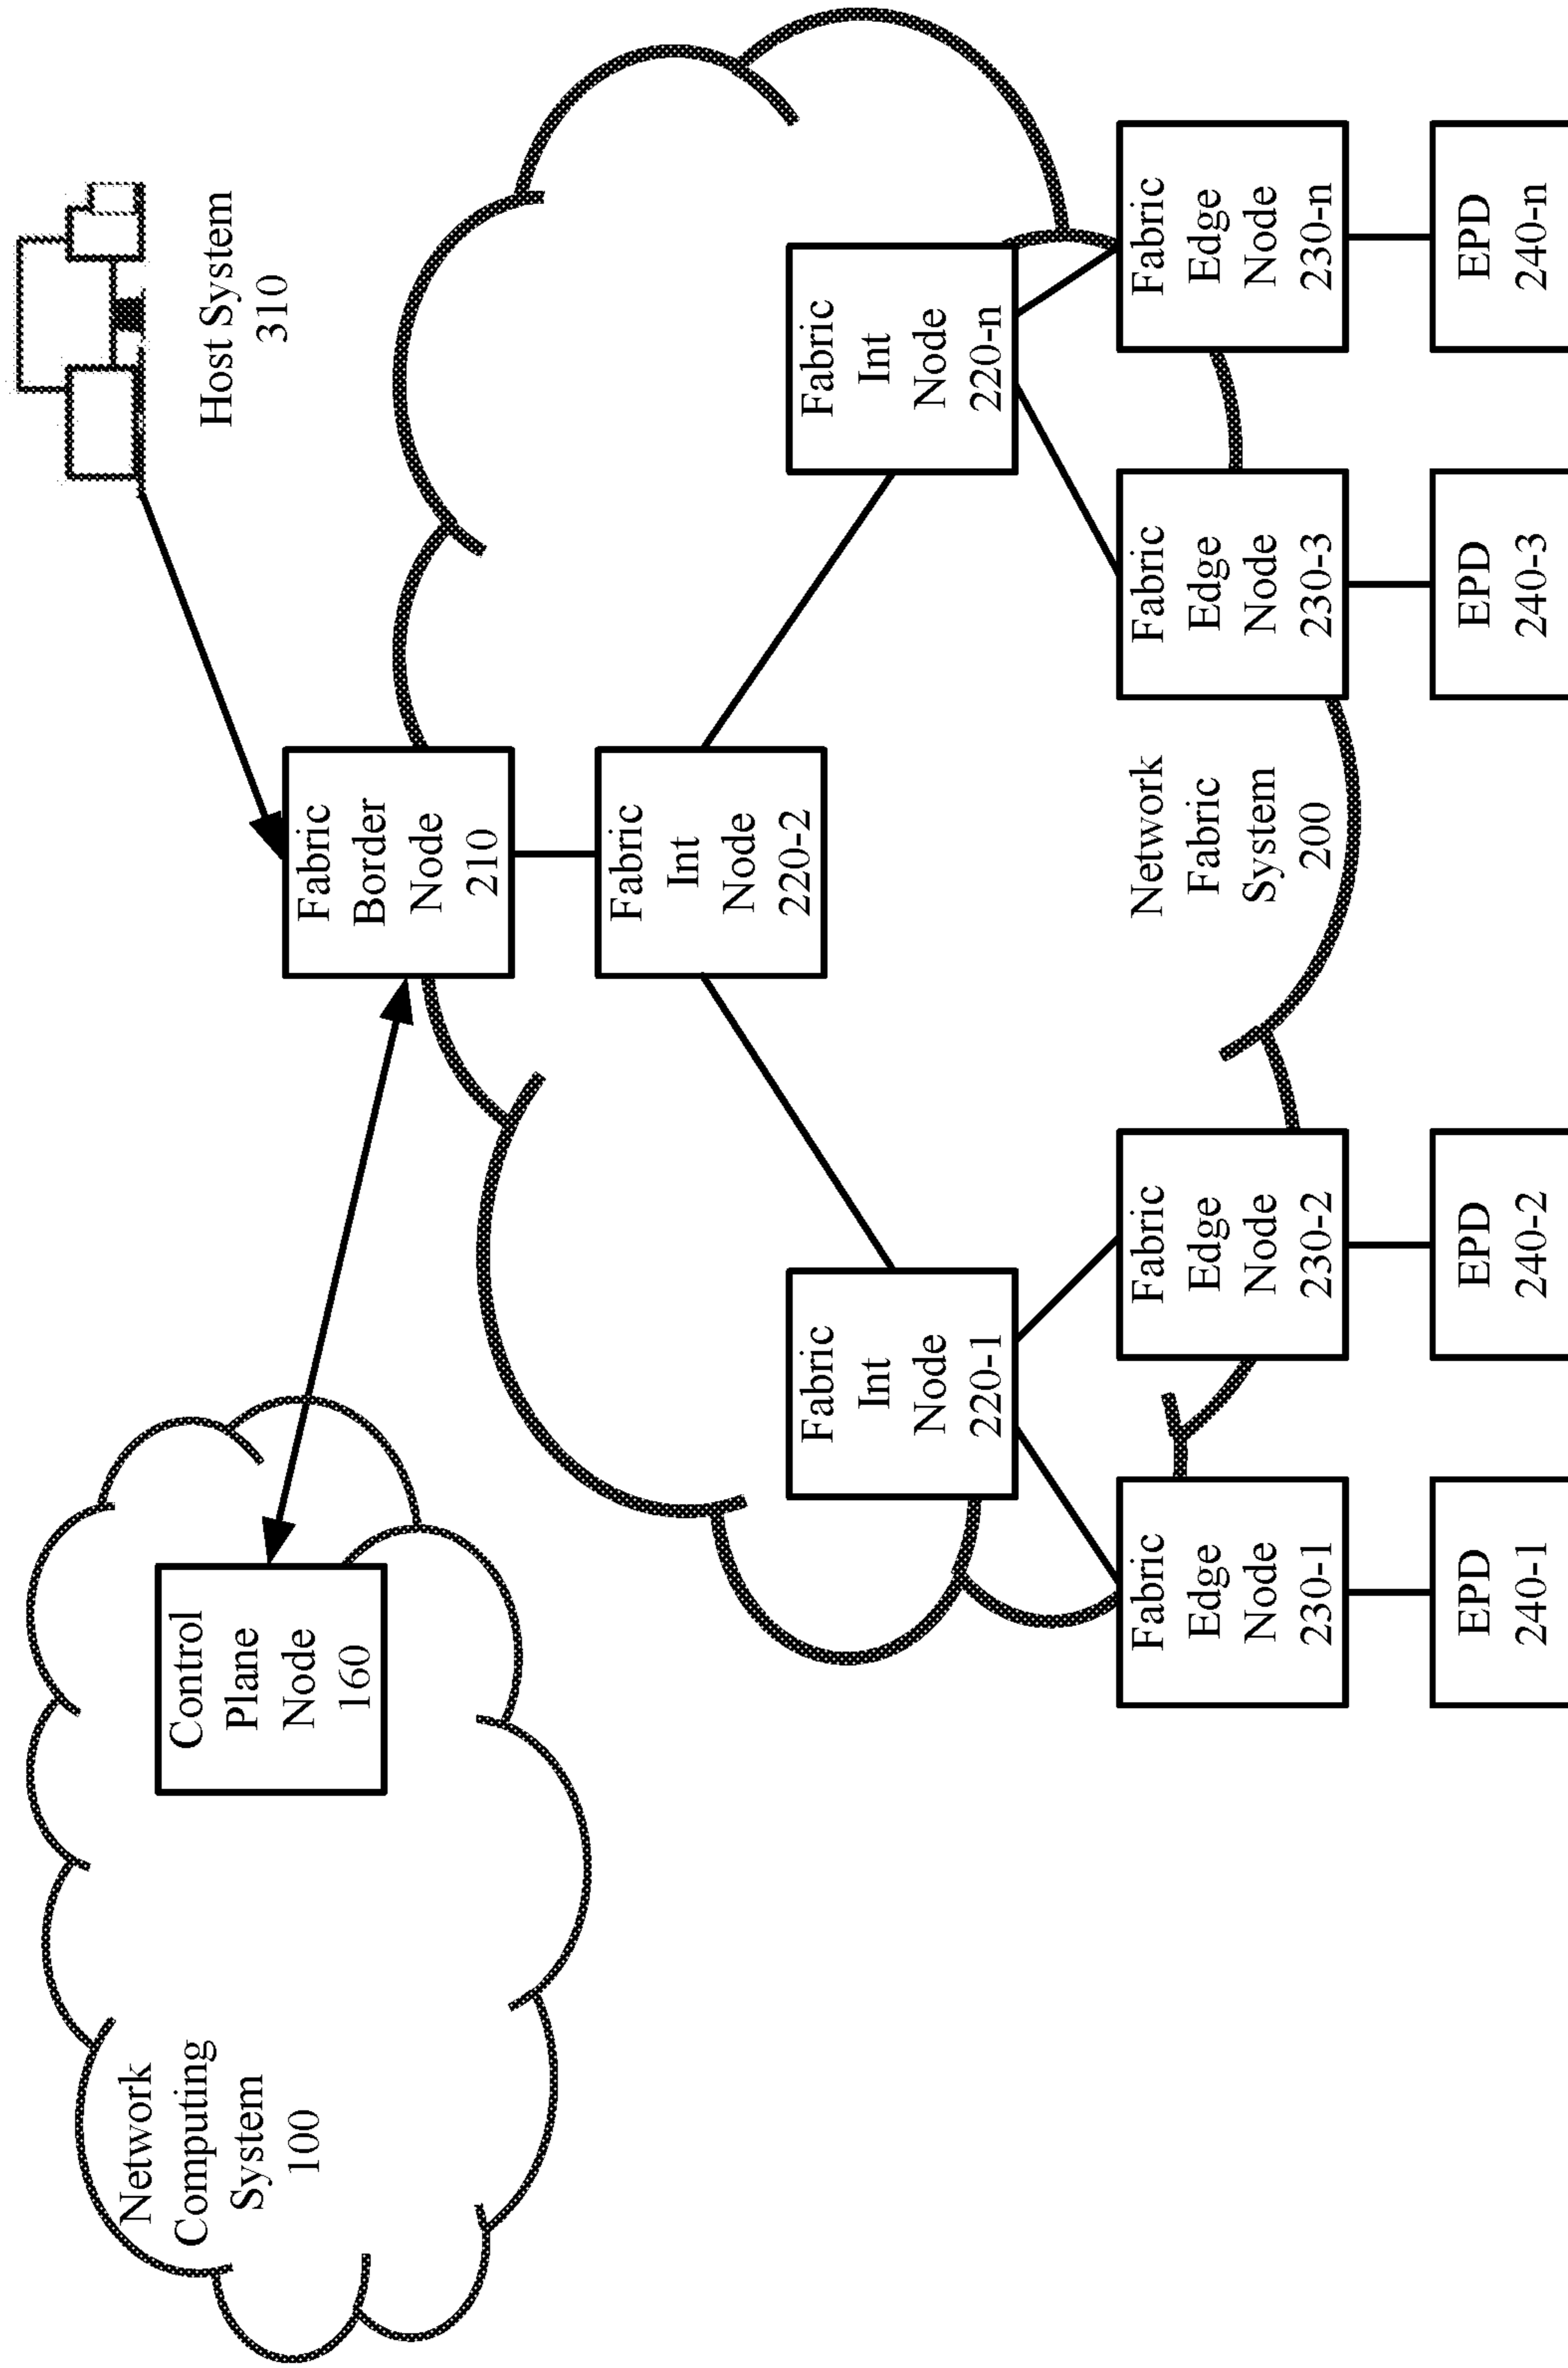 Network
Computing
System
100
Control
Plane
Node
160
Host System
310
Fabric
Border
Node
210
Fabric
Int
Node
220-2
Fabric
Int
Node
220-1
Fabric
Int
Node
220-n
Fabric
Edge
Node
230-1
Fabric
Edge
Node
230-2
Network
Fabric
System
200
Fabric
Edge
Node
230-3
Fabric
Edge
Node
230-n
EPD
240-1
EPD
240-2
EPD
240-3
EPD
240-n